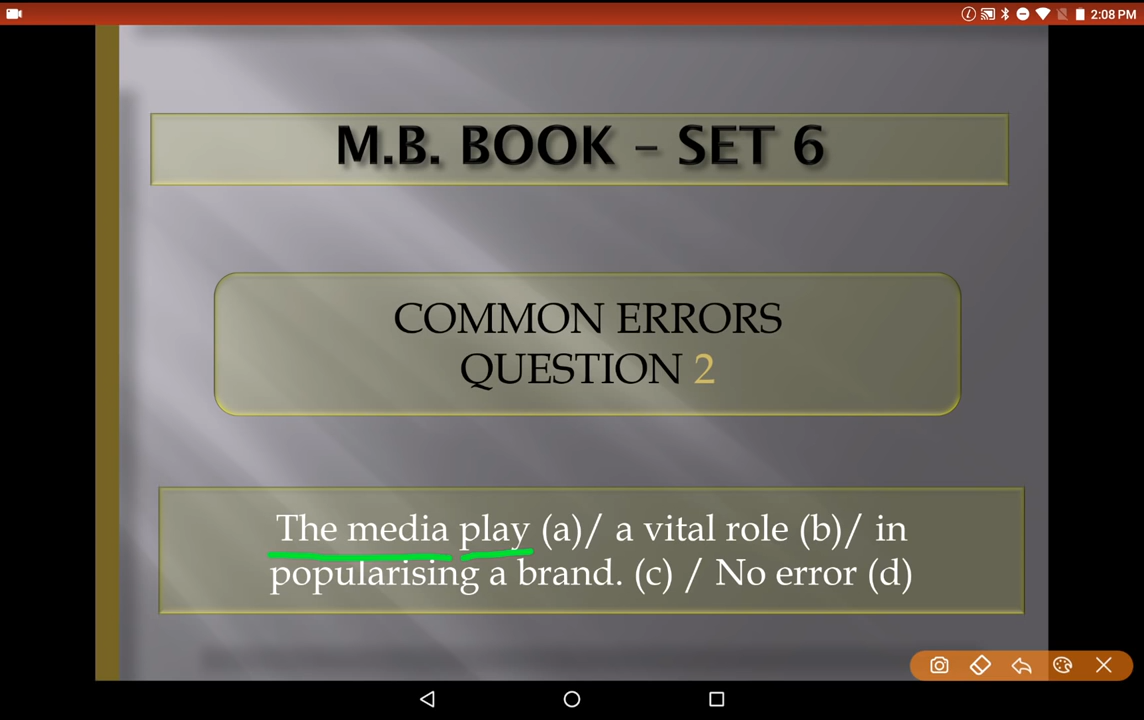 2:08 PM
M.B. BOOK – SET 6
COMMON ERRORS
QUESTION 2
The media play (a)/ a vital role (b)/ in
popularising a brand. (c) / No error (d)